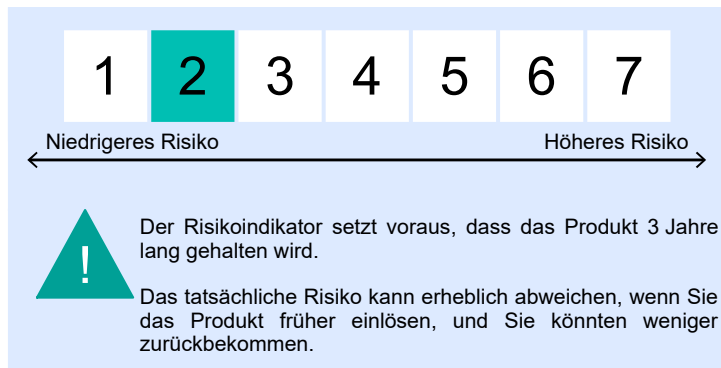 1 2 3 4 5 6 7
Niedrigeres Risiko Höheres Risiko
!
Der Risikoindikator setzt voraus, dass das Produkt 3 Jahre
lang gehalten wird.
Das tatsächliche Risiko kann erheblich abweichen, wenn Sie
das Produkt früher einlösen, und Sie könnten weniger
zurückbekommen.